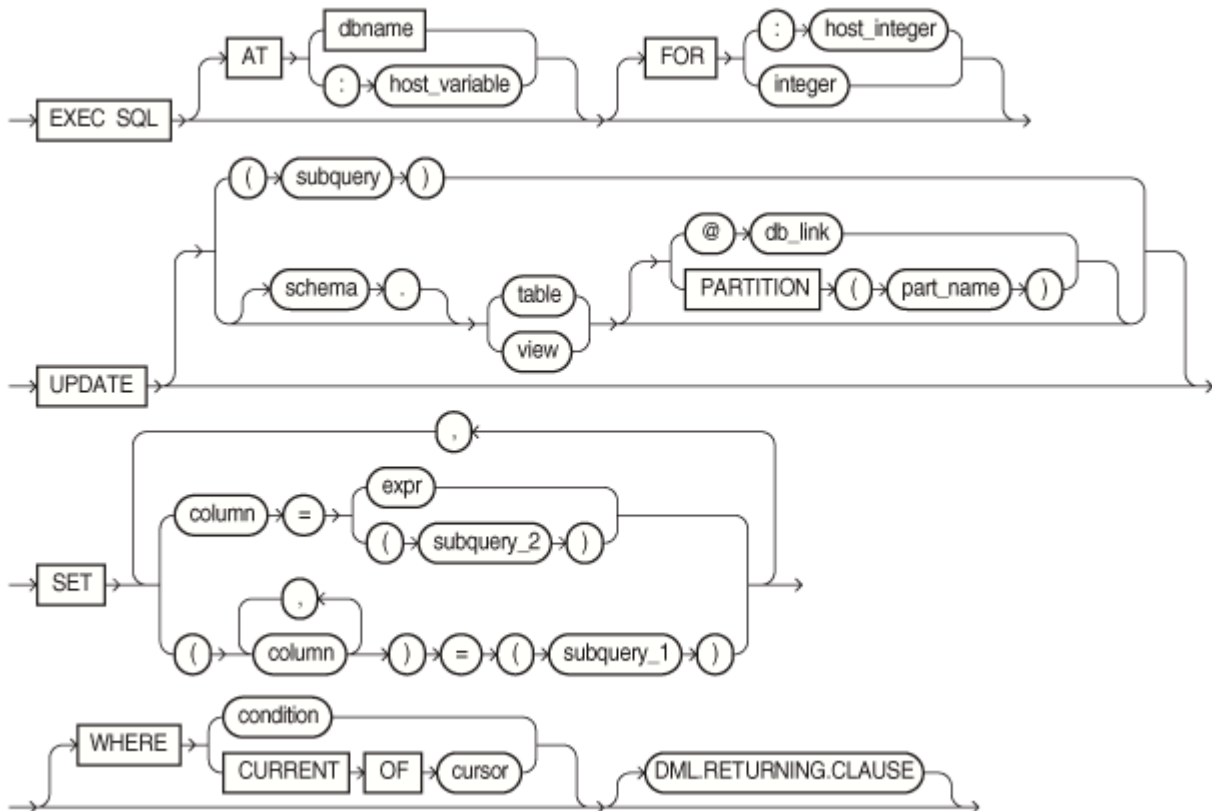 AT dbname FOR : host_integer
: host_variable integer
EXEC SQL
( subquery )
@ db_link
schema . table PARTITION ( part_name )
view
UPDATE
,
expr
column =
( subquery_2 )
SET
,
( column ) = ( subquery_1 )
condition
WHERE
CURRENT OF cursor DML.RETURNING.CLAUSE